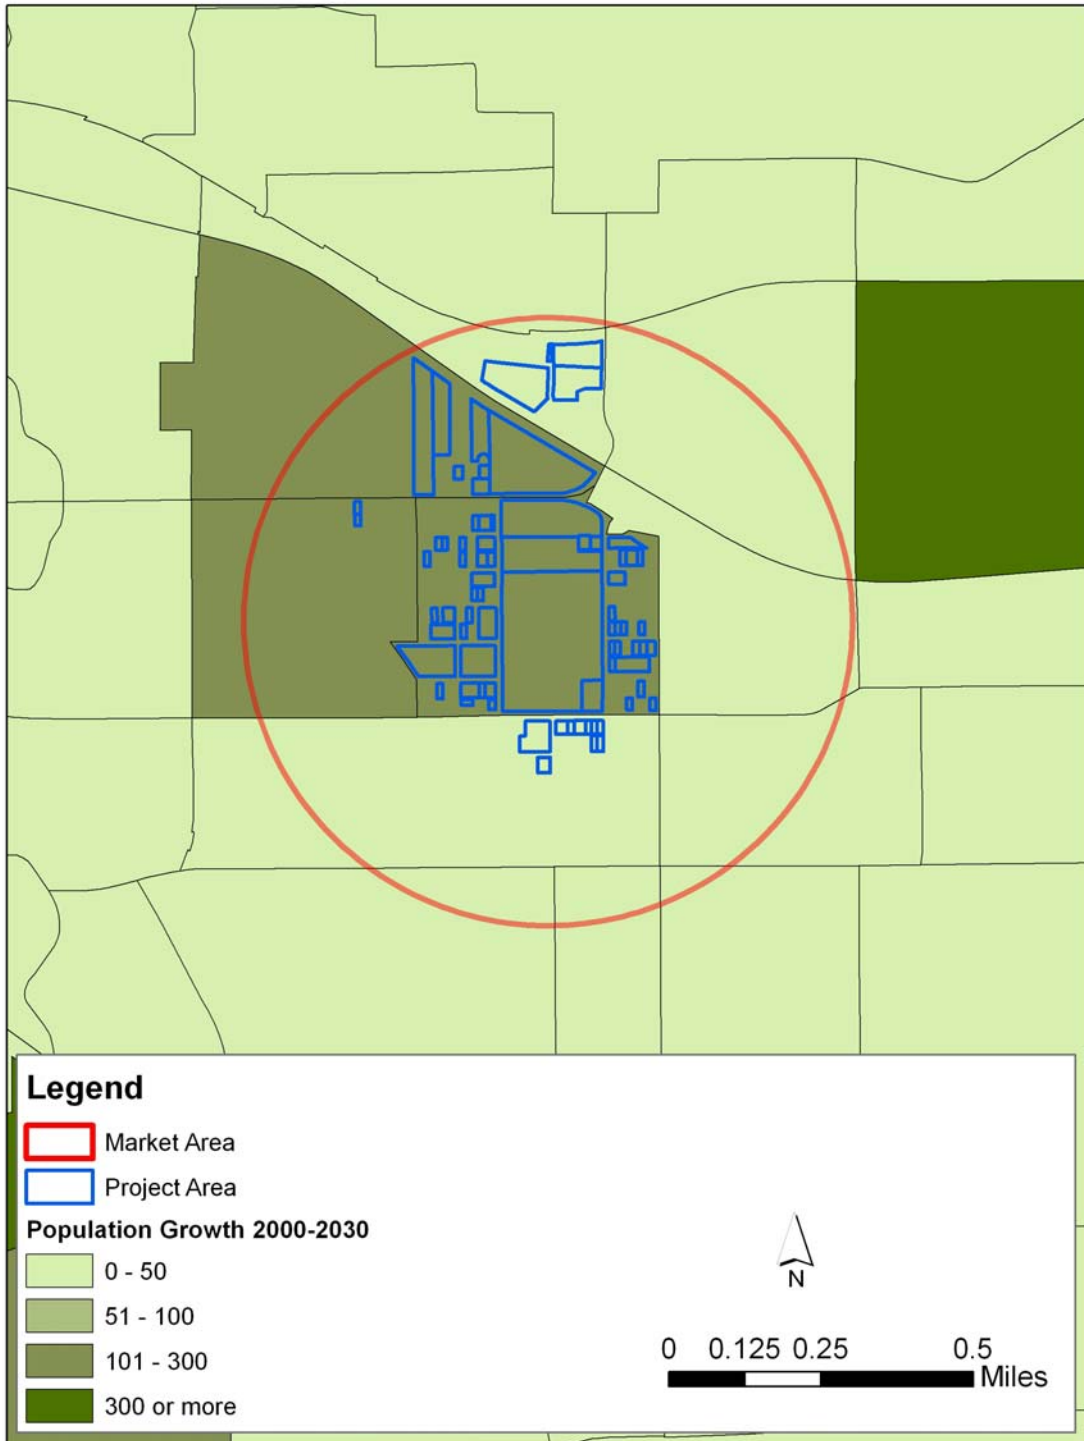 Legend
Market Area
Project Area
Population Growth 2000-2030
0 - 50
51 - 100
101 - 300
300 or more
N
0 0.125 0.25 0.5
Miles